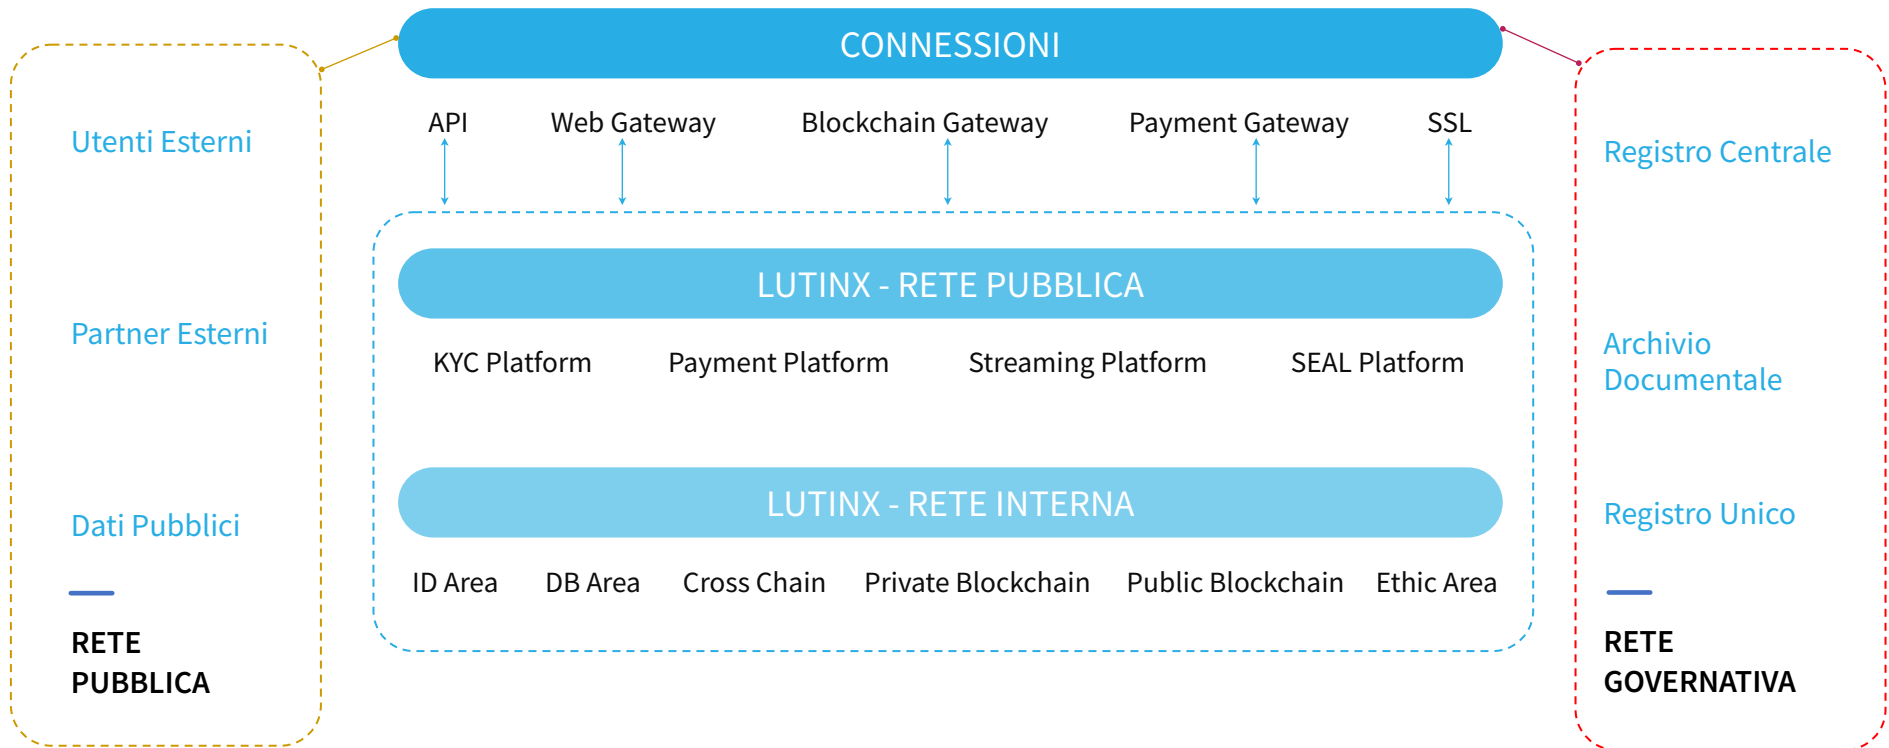 CONNESSIONI
API Web Gateway Blockchain Gateway Payment Gateway SSL
LUTINX - RETE PUBBLICA
KYC Platform Payment Platform Streaming Platform SEAL Platform
LUTINX - RETE INTERNA
ID Area DB Area Cross Chain Private Blockchain Public Blockchain Ethic Area
Utenti Esterni
Partner Esterni
Dati Pubblici
RETE
PUBBLICA
Registro Centrale
Archivio
Documentale
Registro Unico
RETE
GOVERNATIVA